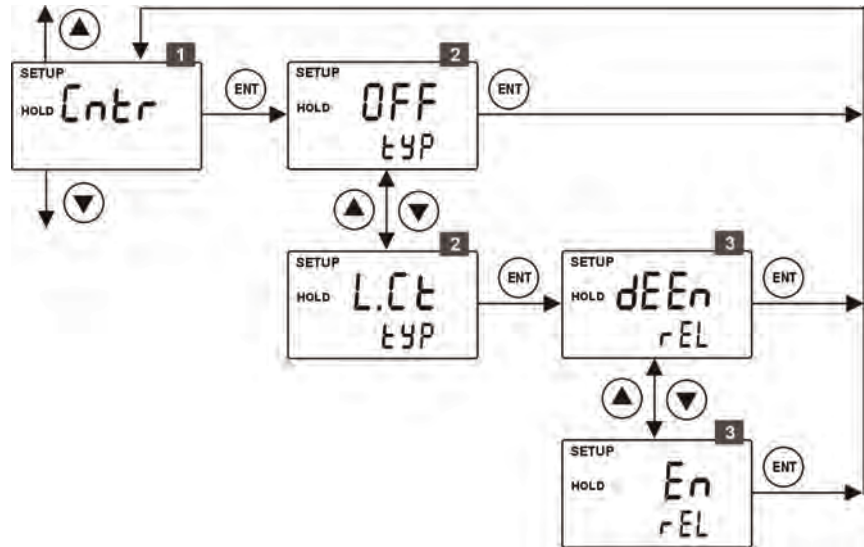 1
SETUP
HOLD Cntr
ENT
2
SETUP
HOLD OFF
tYP
ENT
2
SETUP
HOLD L.Ct
tYP
ENT
3
SETUP
HOLD dEEn
rEL
ENT
3
SETUP
HOLD En
rEL
ENT